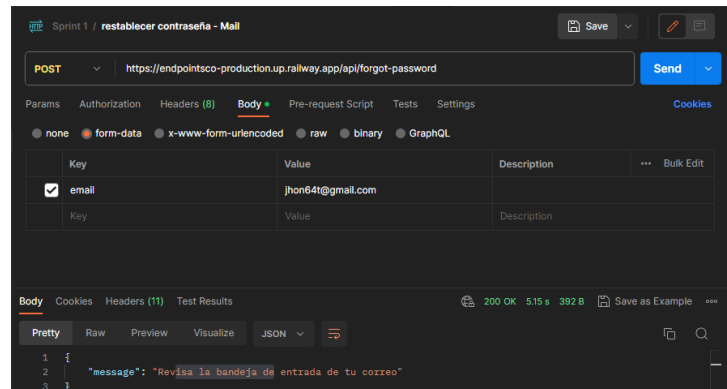 HTTP Sprint 1 / restablecer contraseña - Mail Save
POST https://endpointsco-production.up.railway.app/api/forgot-password Send
Params Authorization Headers (8) Body Pre-request Script Tests Settings Cookies
none form-data x-www-form-urlencoded raw binary GraphQL
Key Value Description ••• Bulk Edit
email jhon64t@gmail.com
Key Value Description
Body Cookies Headers (11) Test Results 200 OK 5.15 s 392 B Save as Example
Pretty Raw Preview Visualize JSON
1 {
2 "message": "Revisa la bandeja de entrada de tu correo"
3 }